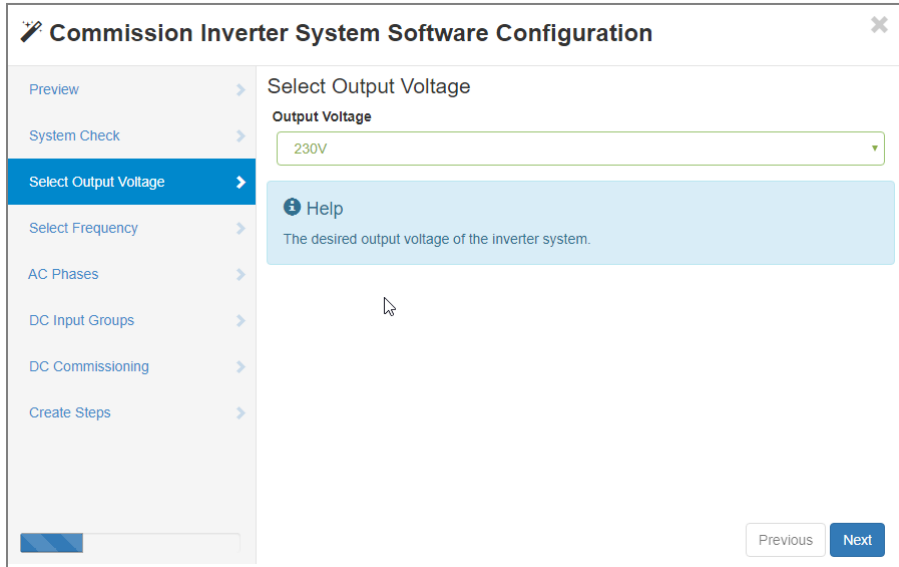 Commission Inverter System Software Configuration
Preview
System Check
Select Output Voltage
Select Frequency
AC Phases
DC Input Groups
DC Commissioning
Create Steps
Select Output Voltage
Output Voltage
230V
Help
The desired output voltage of the inverter system.
Previous
Next